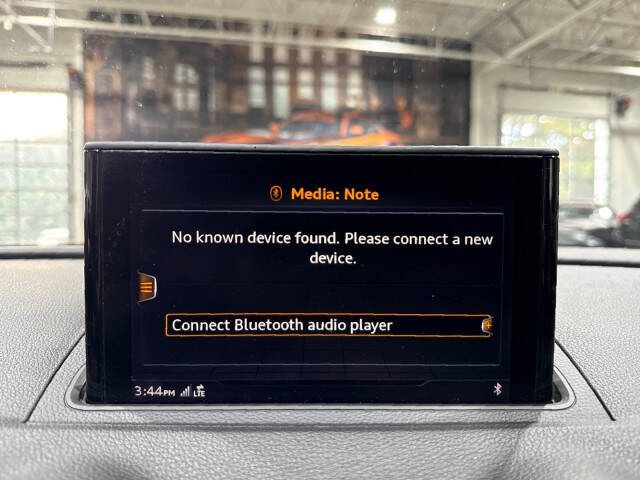 Media: Note
No known device found. Please connect a new
device.
Connect Bluetooth audio player
3:44PM LTE